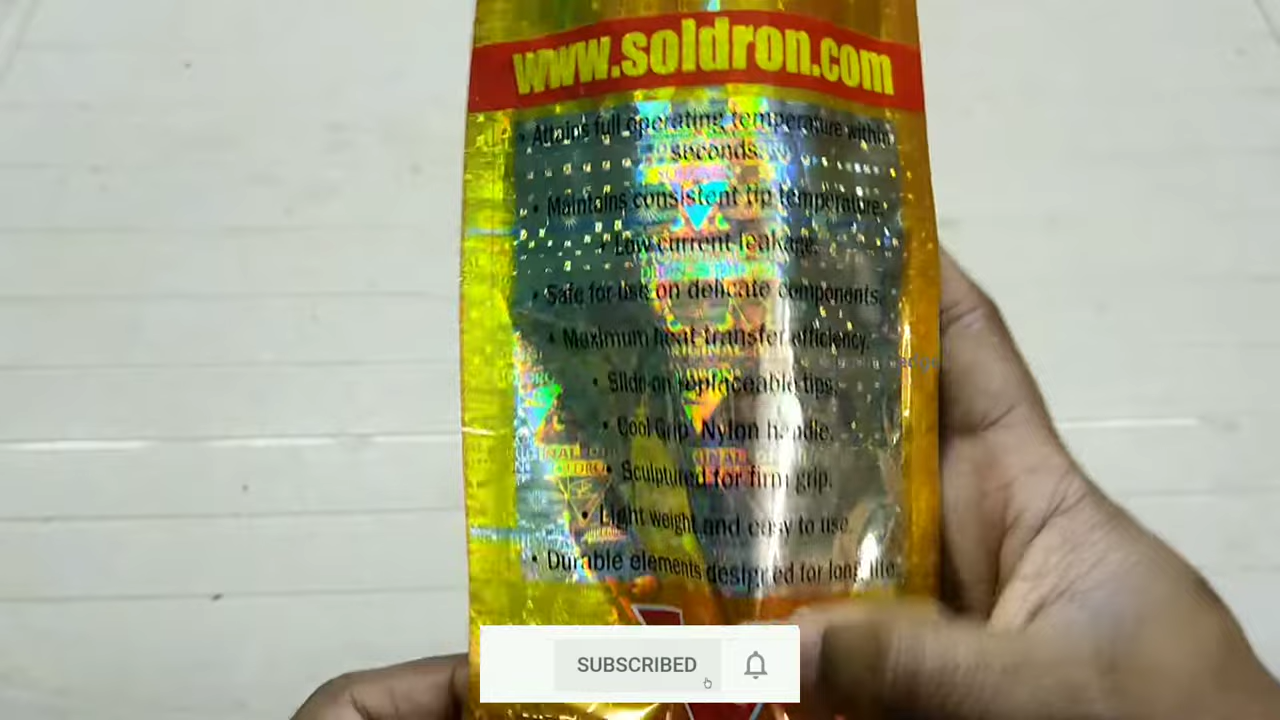 www.soldron.com
• Attains full operating temperature within
seconds.
• Maintains consistent tip temperature.
• Low current leakage.
• Safe for use on delicate components.
• Maximum heat transfer efficiency.
• Slide-on replaceable tips.
• Cool Grip Nylon handle.
• Sculptured for firm grip.
• Light weight and easy to use.
• Durable elements designed for long life.
SUBSCRIBED